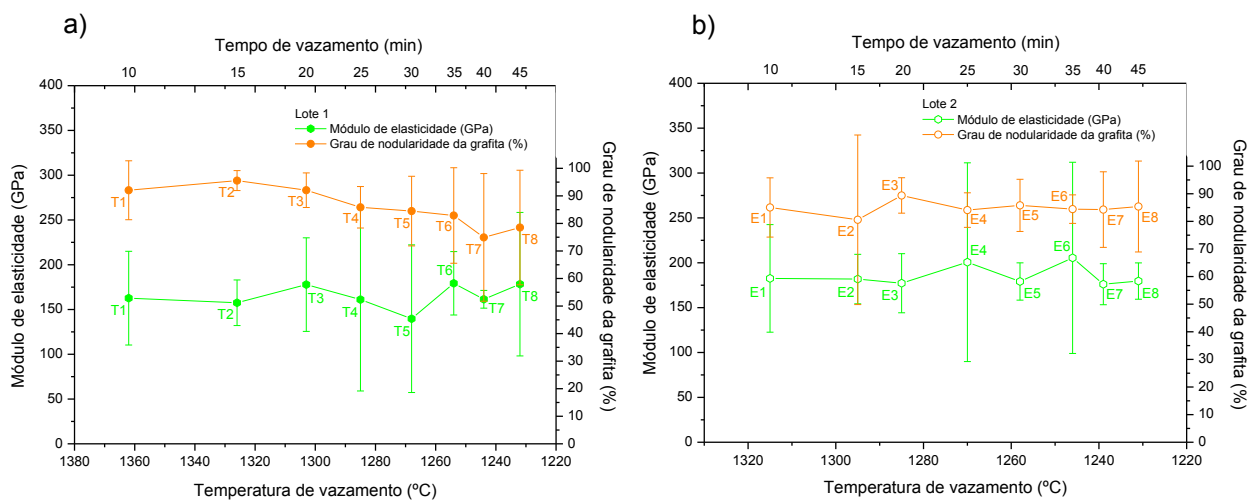 a)
Tempo de vazamento (min)
10 15 20 25 30 35 40 45
Lote 1
Módulo de elasticidade (GPa)
Grau de nodularidade da grafita (%)
400
350
300
250
200
150
100
50
0
Módulo de elasticidade (GPa)
T1 T2 T3 T4 T5 T6 T7 T8
T1 T2 T3 T4 T5 T6 T7 T8
100
90
80
70
60
50
40
30
20
10
0
Grau de nodularidade da grafita (%)
1380 1360 1340 1320 1300 1280 1260 1240 1220
Temperatura de vazamento (ºC)
b)
Tempo de vazamento (min)
10 15 20 25 30 35 40 45
Lote 2
Módulo de elasticidade (GPa)
Grau de nodularidade da grafita (%)
400
350
300
250
200
150
100
50
0
Módulo de elasticidade (GPa)
E1 E2 E3 E4 E5 E6 E7 E8
E1 E2 E3 E4 E5 E6 E7 E8
100
90
80
70
60
50
40
30
20
10
0
Grau de nodularidade da grafita (%)
1320 1300 1280 1260 1240 1220
Temperatura de vazamento (ºC)